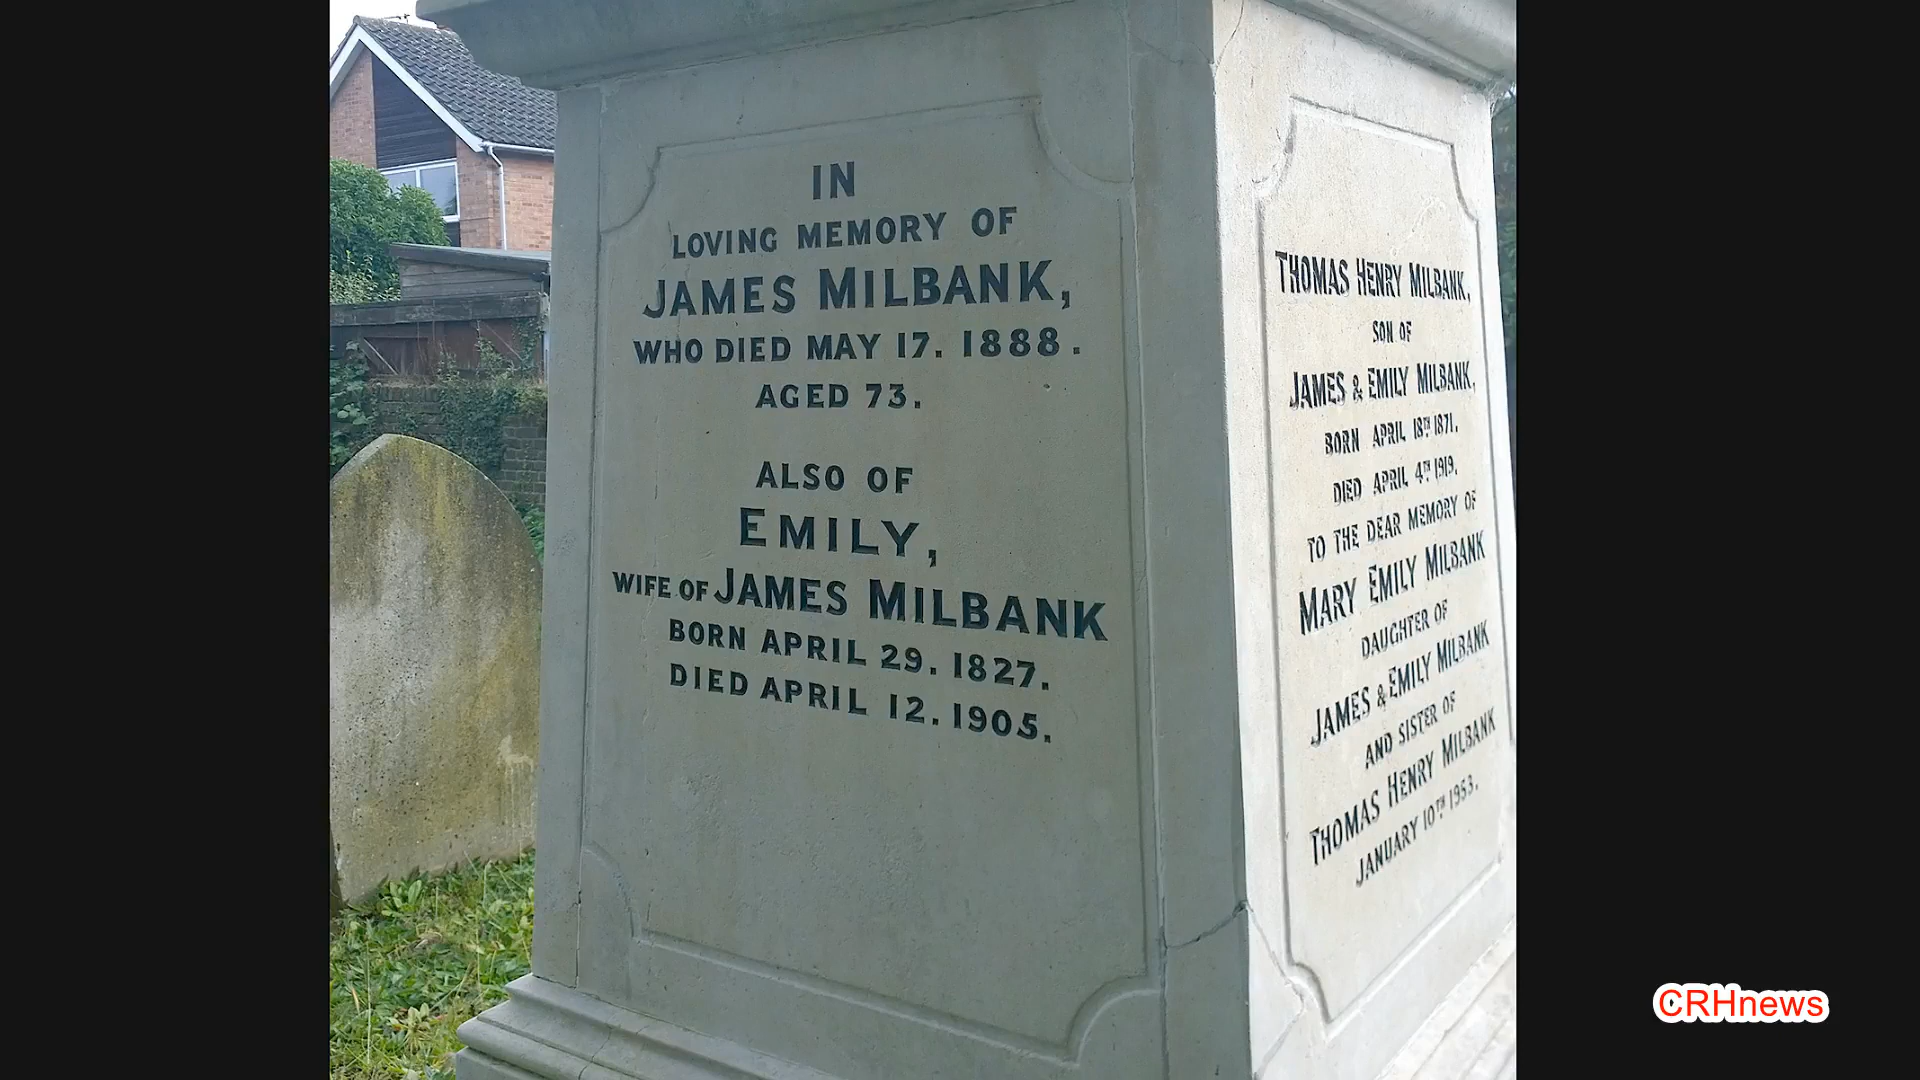 IN
LOVING MEMORY OF
JAMES MILBANK,
WHO DIED MAY 17. 1888.
AGED 73.
ALSO OF
EMILY,
WIFE OF JAMES MILBANK
BORN APRIL 29. 1827.
DIED APRIL 12. 1905.
THOMAS HENRY MILBANK,
SON OF
JAMES & EMILY MILBANK,
BORN APRIL 18TH 1871.
DIED APRIL 4TH 1919.
TO THE DEAR MEMORY OF
MARY EMILY MILBANK
DAUGHTER OF
JAMES & EMILY MILBANK
AND SISTER OF
THOMAS HENRY MILBANK
JANUARY 10TH 1953.
CRHnews